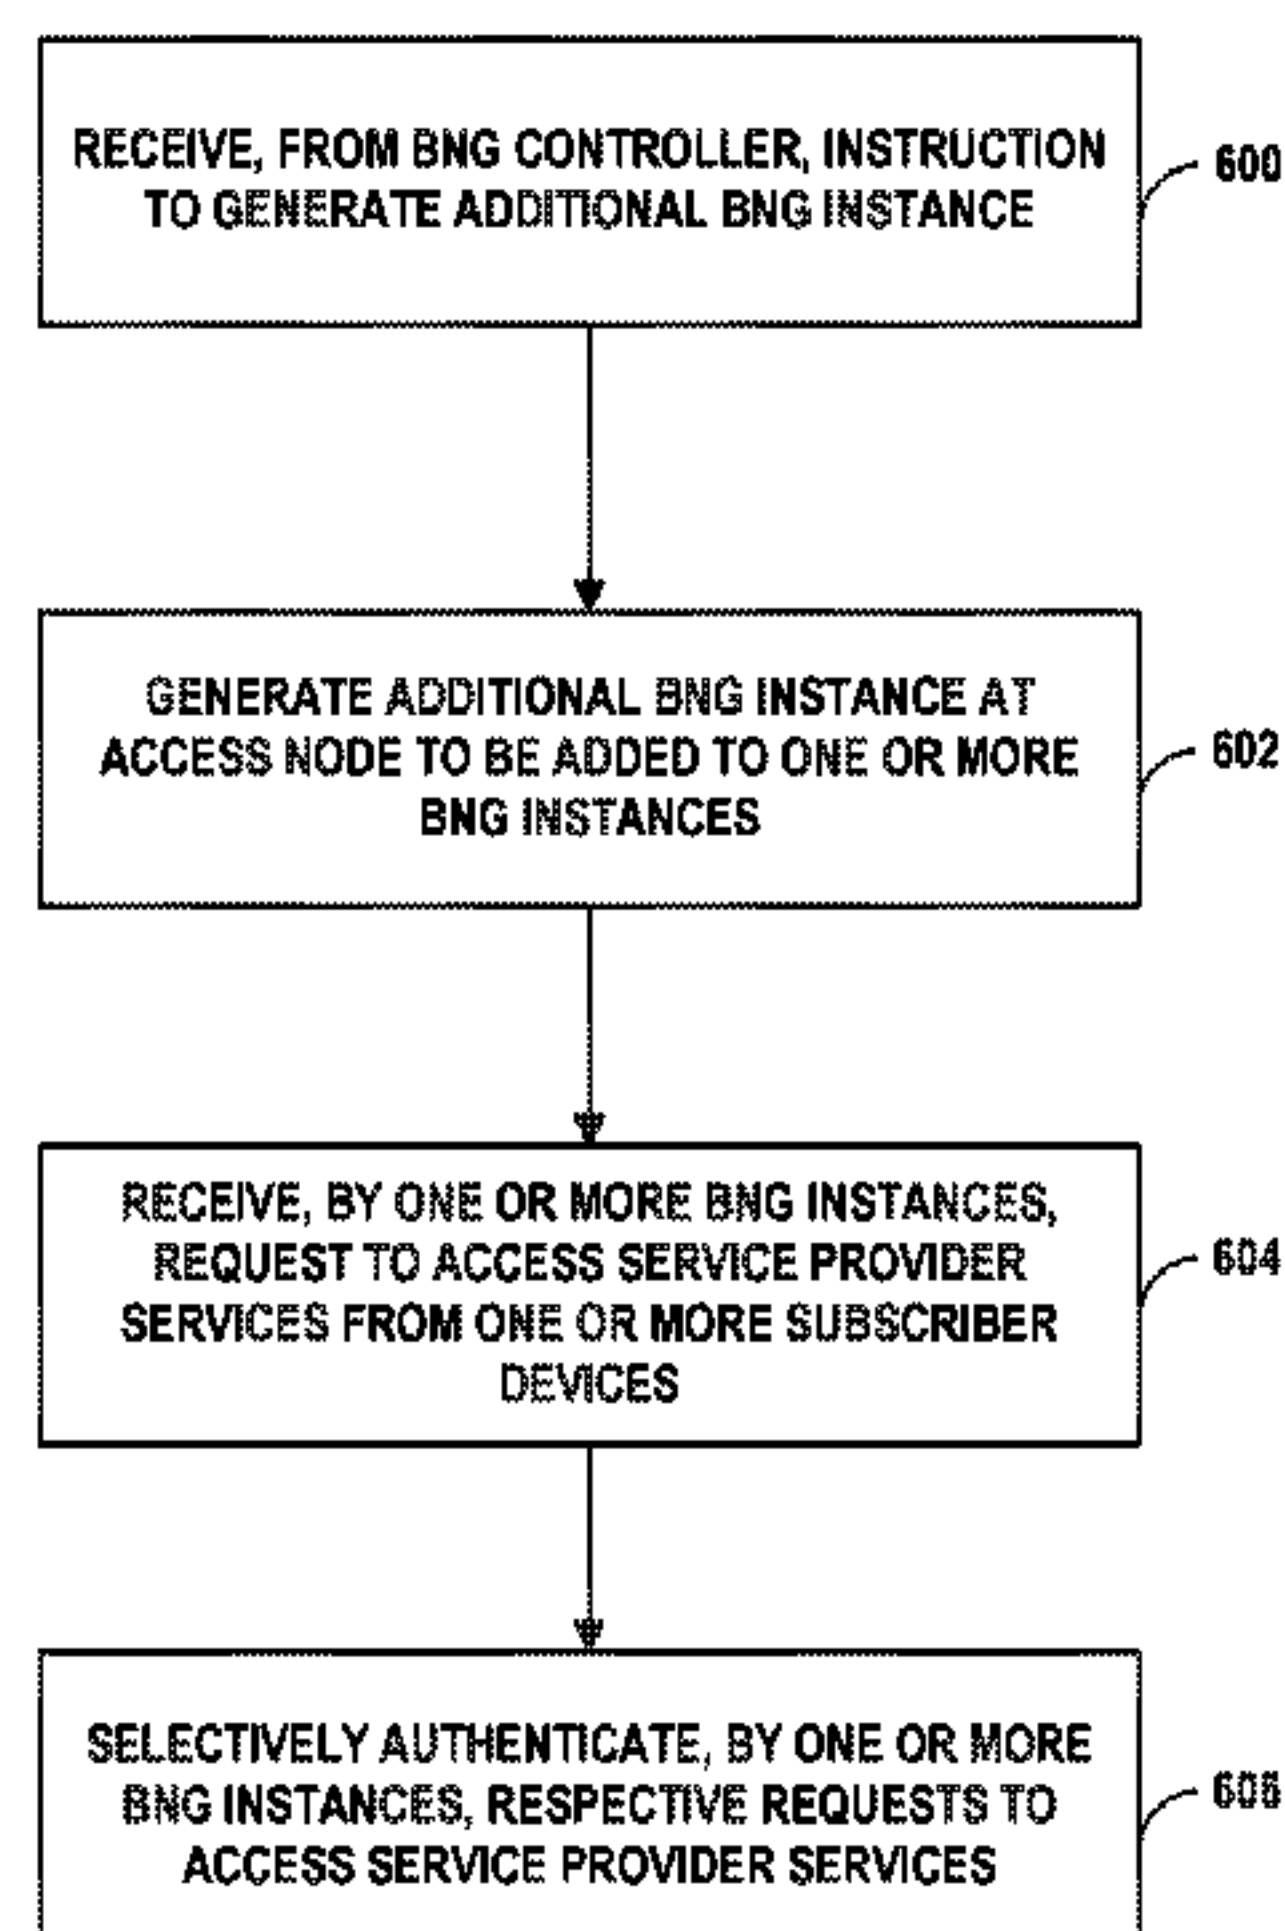 RECEIVE, FROM BNG CONTROLLER, INSTRUCTION
TO GENERATE ADDITIONAL BNG INSTANCE
600
GENERATE ADDITIONAL BNG INSTANCE AT
ACCESS NODE TO BE ADDED TO ONE OR MORE
BNG INSTANCES
602
RECEIVE, BY ONE OR MORE BNG INSTANCES,
REQUEST TO ACCESS SERVICE PROVIDER
SERVICES FROM ONE OR MORE SUBSCRIBER
DEVICES
604
SELECTIVELY AUTHENTICATE, BY ONE OR MORE
BNG INSTANCES, RESPECTIVE REQUESTS TO
ACCESS SERVICE PROVIDER SERVICES
606